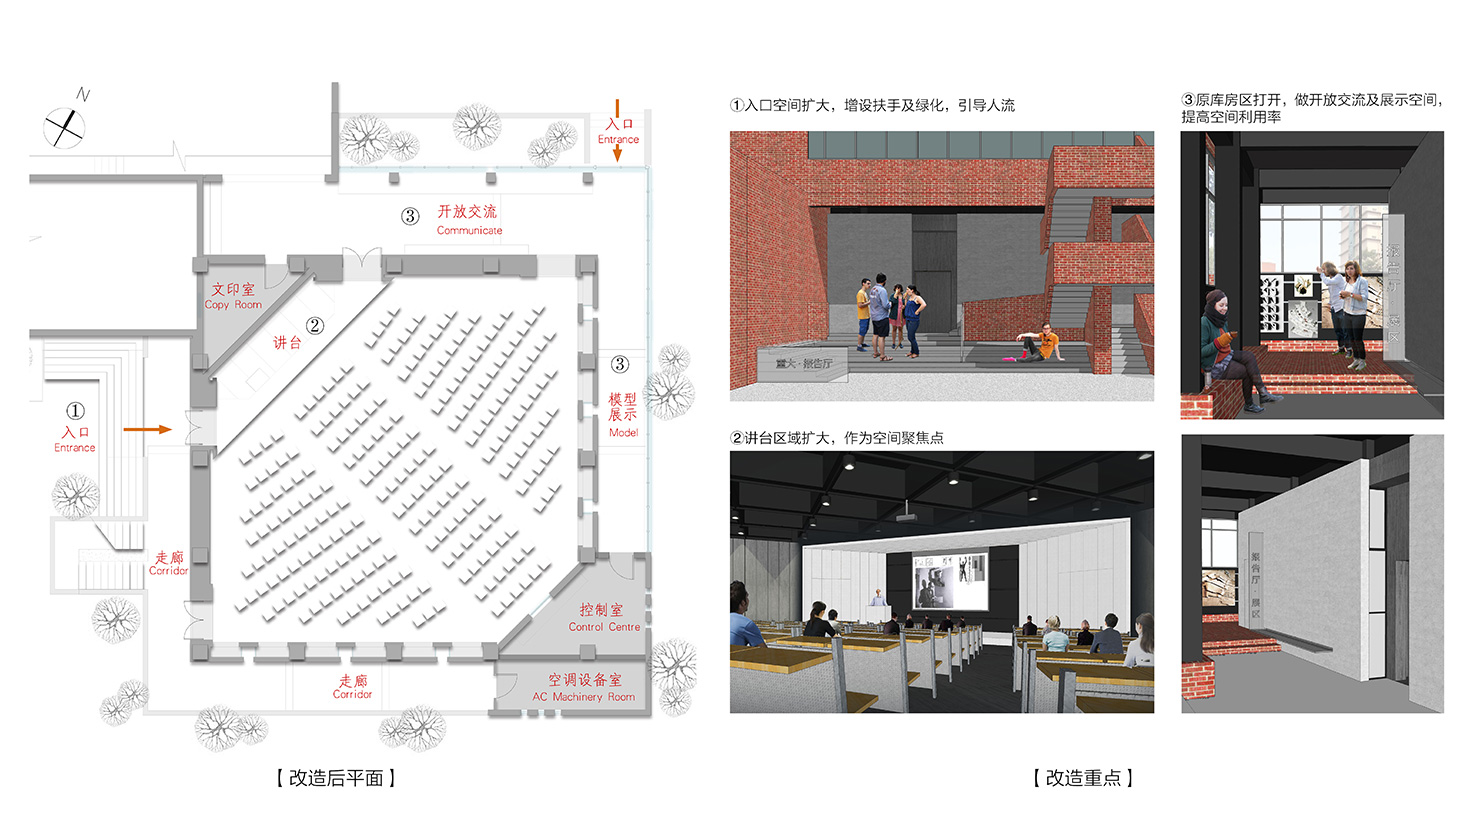 N
入口
Entrance
③
开放交流
Communicate
文印室
Copy Room
②
讲台
③
模型
展示
Model
①
入口
Entrance
走廊
Corridor
控制室
Control Centre
走廊
Corridor
空调设备室
AC Machinery Room
【 改造后平面 】
①入口空间扩大，增设扶手及绿化，引导人流
重大·报告厅
②讲台区域扩大，作为空间聚焦点
③原库房区打开，做开放交流及展示空间，
提高空间利用率
报告厅·展区
报告厅·展区
【 改造重点 】